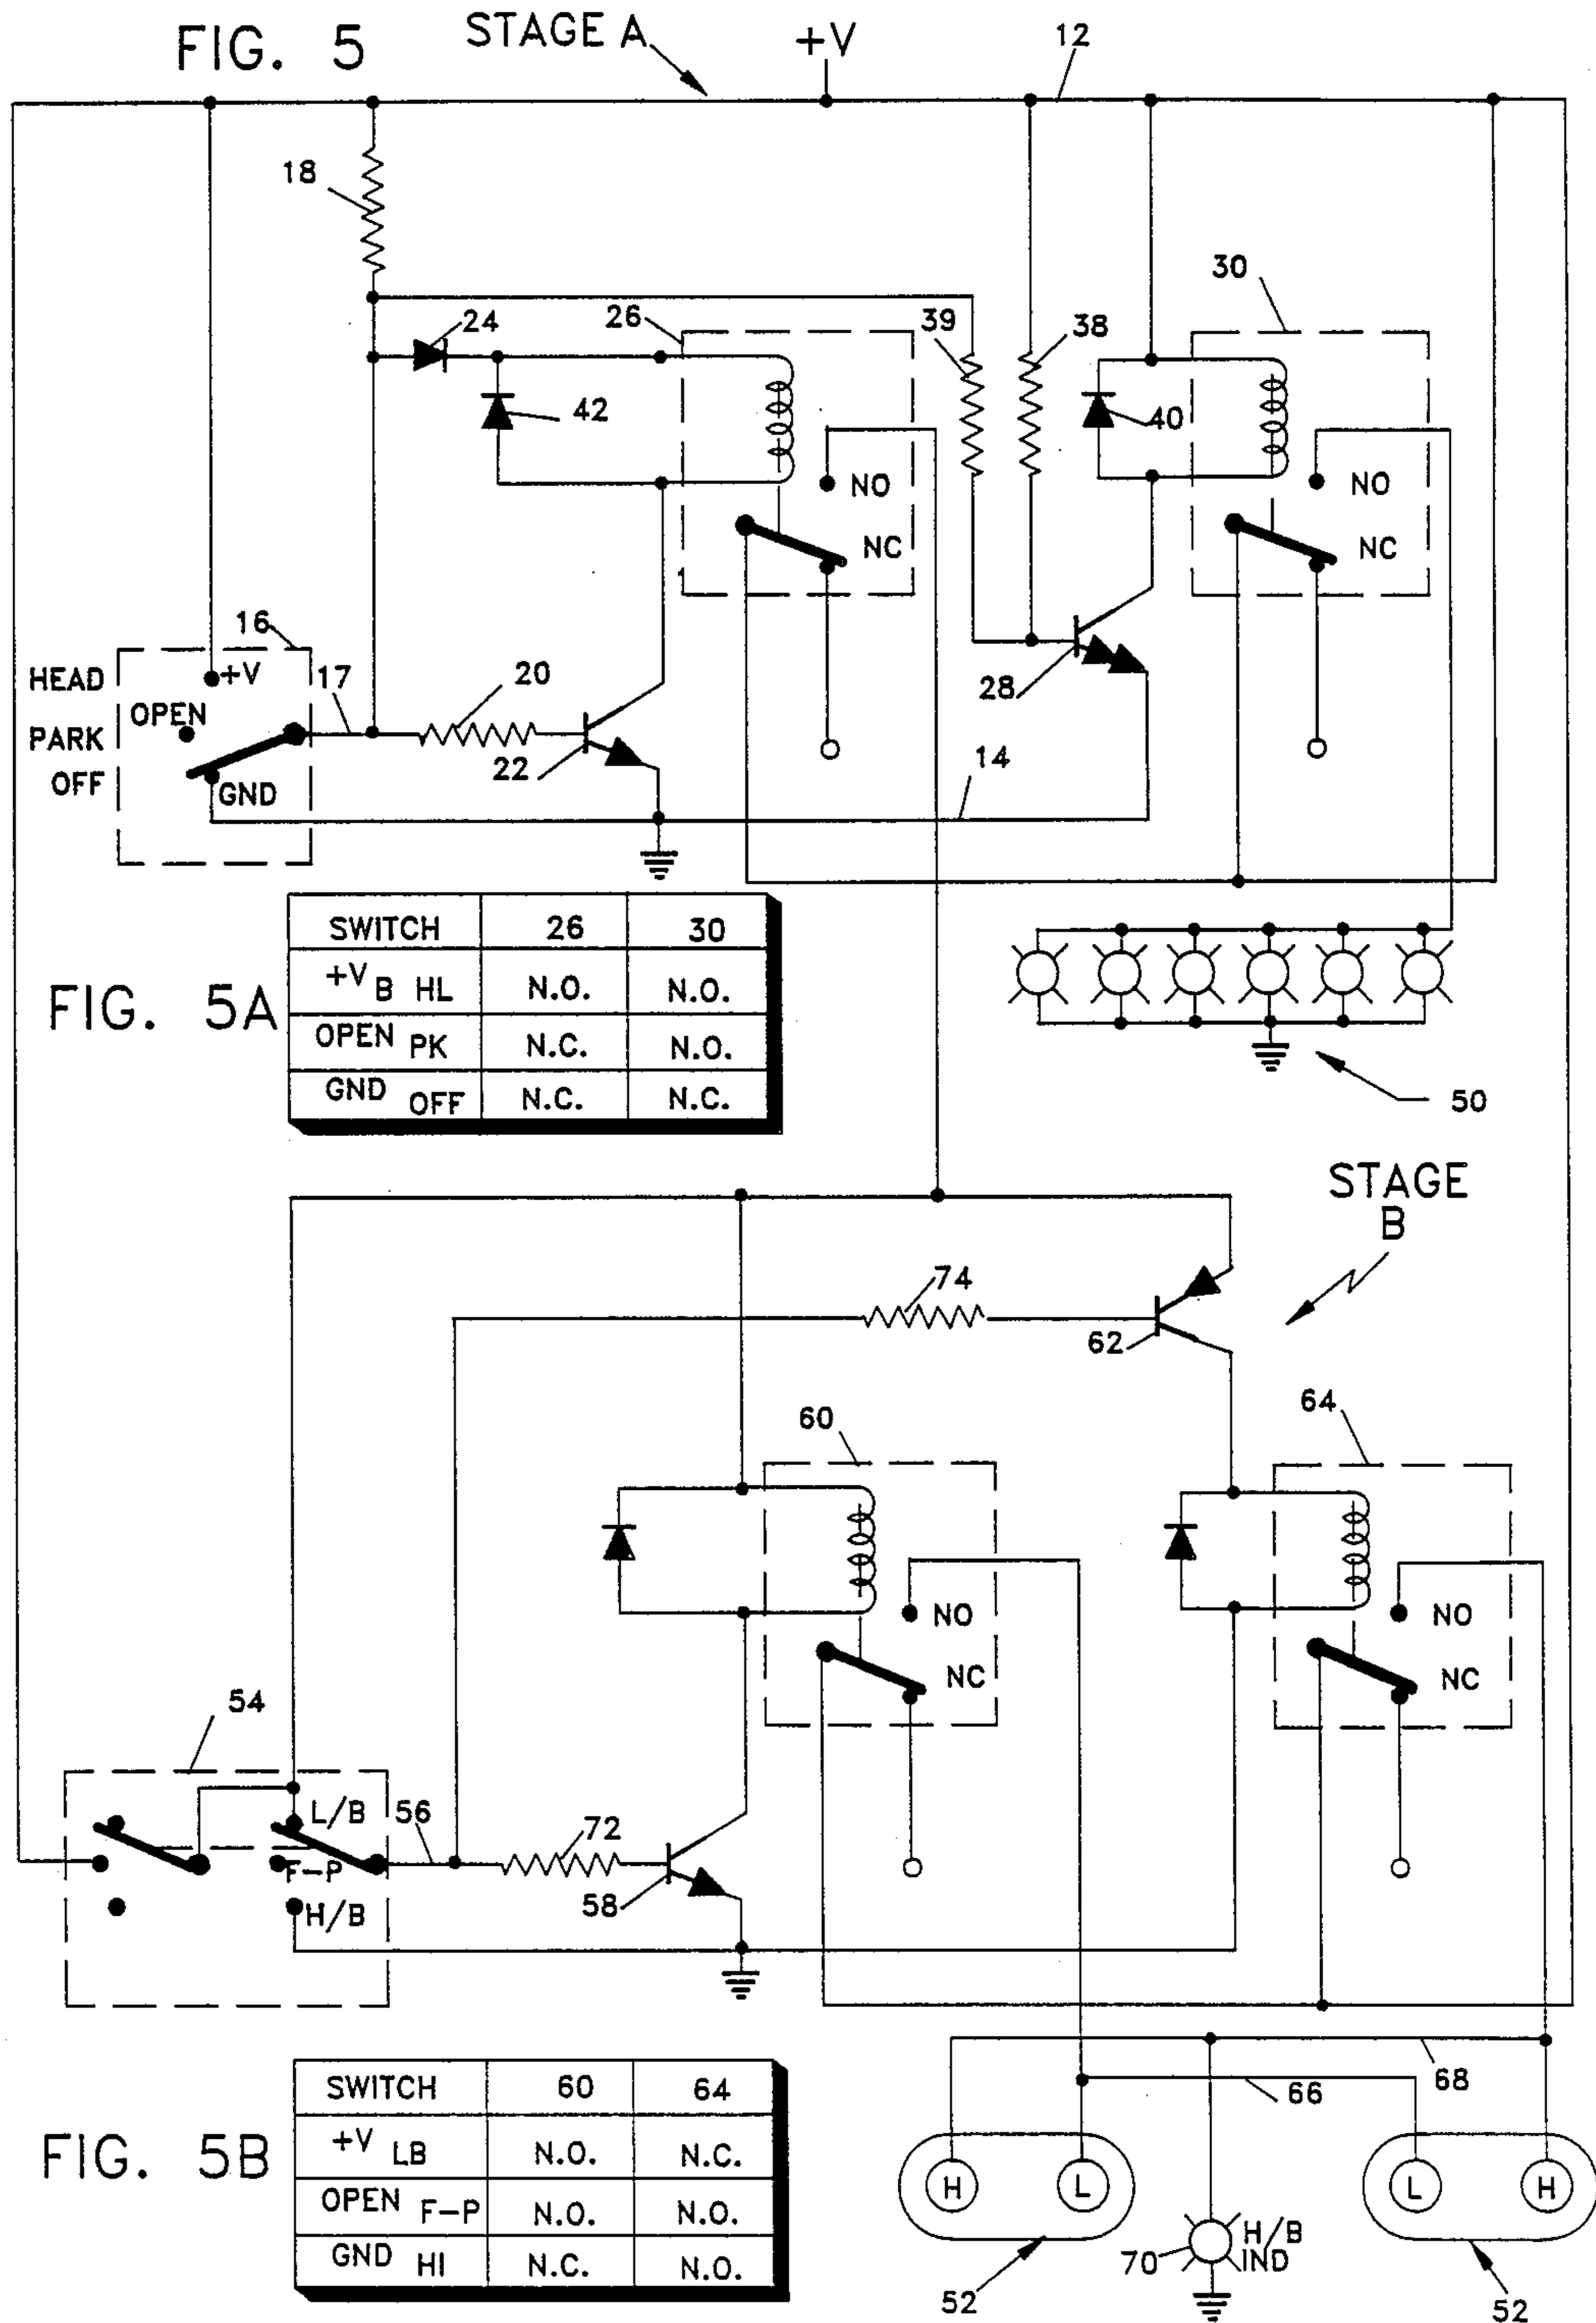 FIG. 5
STAGE A
+V
12
18
30
24
26
39
38
42
40
NO
NO
NC
NC
16
HEAD
+V
17
20
28
OPEN
PARK
22
14
OFF
GND
SWITCH 26 30
+V B HL N.O. N.O.
OPEN PK N.C. N.O.
GND OFF N.C. N.C.
FIG. 5A
50
STAGE
B
74
62
60
64
NO
NO
NC
NC
54
L/B
56
72
F-P
58
H/B
SWITCH 60 64
+V LB N.O. N.C.
OPEN F-P N.O. N.O.
GND HI N.C. N.O.
FIG. 5B
68
66
H
L
L
H
H/B
70
IND
52
52